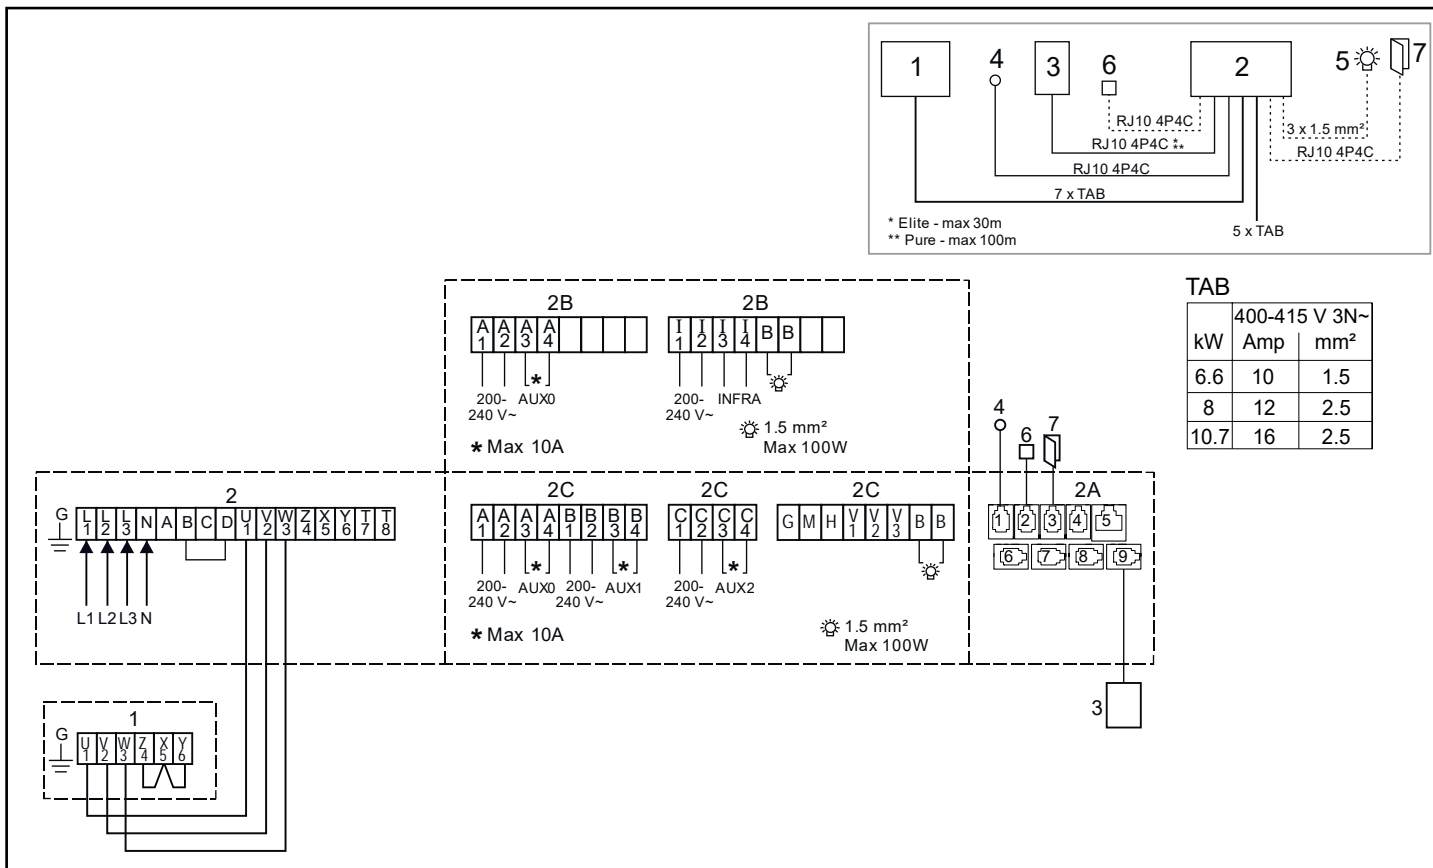 1
4
3
6
2
5
7
RJ10 4P4C
3 x 1.5 mm²
RJ10 4P4C *
**
RJ10 4P4C
RJ10 4P4C
7 x TAB
* Elite - max 30m
** Pure - max 100m
5 x TAB
TAB
400-415 V 3N~
kW Amp mm²
6.6 10 1.5
8 12 2.5
10.7 16 2.5
2B
A1 A2 A3 A4
*
200-240 V~ AUX0
* Max 10A
2B
I1 I2 I3 I4 B B
200-240 V~ INFRA
1.5 mm²
Max 100W
2
G L1 L2 L3 N A B C D U1 V2 W3 Z4 X5 Y6 T7 T8
L1 L2 L3 N
2C
A1 A2 A3 A4 B1 B2 B3 B4
* *
200-240 V~ AUX0 200-240 V~ AUX1
* Max 10A
2C
C1 C2 C3 C4
*
200-240 V~ AUX2
2C
G M H Y1 V2 V3 B B
1.5 mm²
Max 100W
4
6
7
2A
1 2 3 4 5
6 7 8 9
3
1
G U1 V2 W3 Z4 X5 Y6